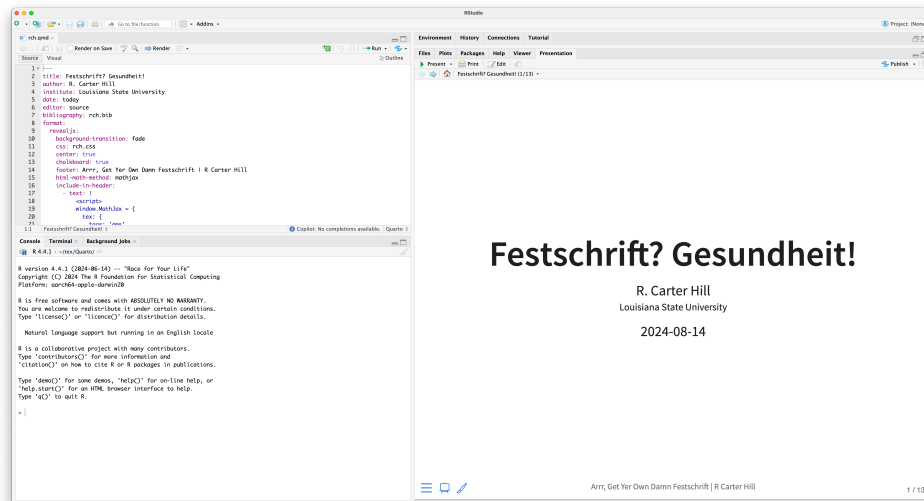 RStudio
Go to file/function
Addins
Project: (None
rch.qmd
Render on Save
Render
Run
Source Visual
Outline
1 ---
2 title: Festschrift? Gesundheit!
3 author: R. Carter Hill
4 institute: Louisiana State University
5 date: today
6 editor: source
7 bibliography: rch.bib
8 format:
9 revealjs:
10 background-transition: fade
11 css: rch.css
12 center: true
13 chalkboard: true
14 footer: Arrr, Get Yer Own Damn Festschrift | R Carter Hill
15 html-math-method: mathjax
16 include-in-header:
17 - text: |
18 <script>
19 window.MathJax = {
20 tex: {
21 tags: 'ams'
1:1 Festschrift? Gesundheit!
Copilot: No completions available.
Quarto
Console Terminal Background Jobs
R 4.4.1 · ~/tex/Quarto/
R version 4.4.1 (2024-06-14) -- "Race for Your Life"
Copyright (C) 2024 The R Foundation for Statistical Computing
Platform: aarch64-apple-darwin20
R is free software and comes with ABSOLUTELY NO WARRANTY.
You are welcome to redistribute it under certain conditions.
Type 'license()' or 'licence()' for distribution details.
Natural language support but running in an English locale
R is a collaborative project with many contributors.
Type 'contributors()' for more information and
'citation()' on how to cite R or R packages in publications.
Type 'demo()' for some demos, 'help()' for on-line help, or
'help.start()' for an HTML browser interface to help.
Type 'q()' to quit R.
>
Environment History Connections Tutorial
Files Plots Packages Help Viewer Presentation
Present Print Edit
Publish
Festschrift? Gesundheit! (1/13)
Festschrift? Gesundheit!
R. Carter Hill
Louisiana State University
2024-08-14
Arrr, Get Yer Own Damn Festschrift | R Carter Hill
1 / 13